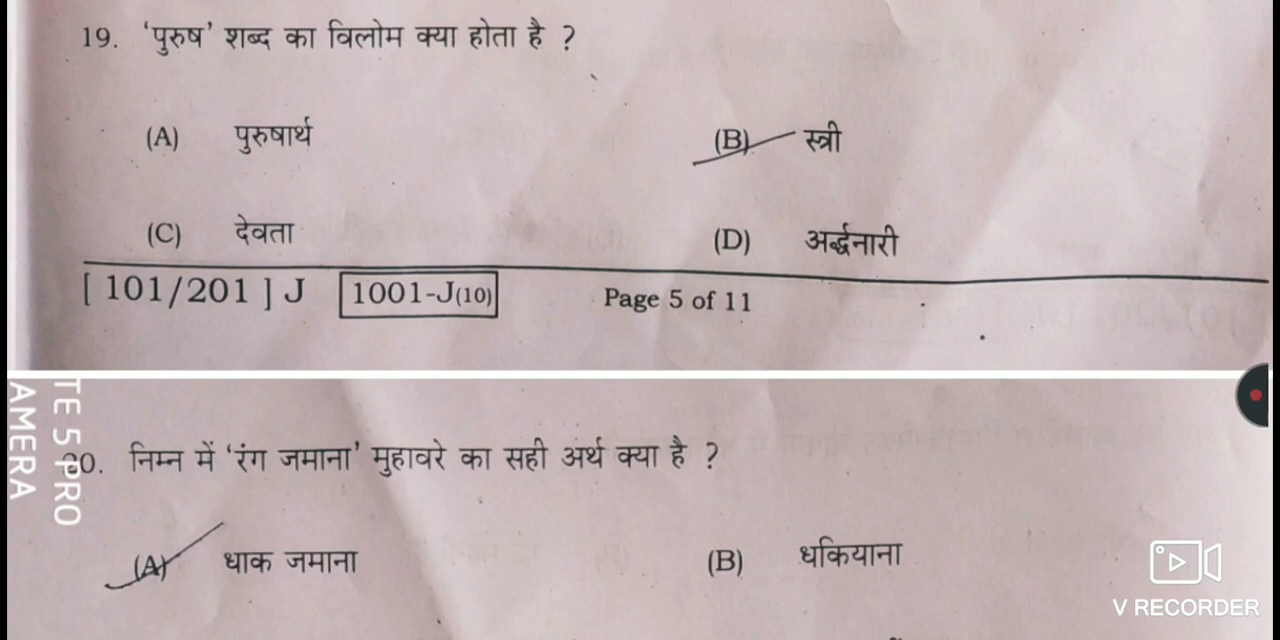 19. ‘पुरुष’ शब्द का विलोम क्या होता है ?
(A) पुरुषार्थ (B) स्त्री
(C) देवता (D) अर्द्धनारी
[ 101/201 ] J 1001-J(10) Page 5 of 11
TE 5 PRO
AMERA
20. निम्न में ‘रंग जमाना’ मुहावरे का सही अर्थ क्या है ?
(A) धाक जमाना (B) धकियाना
V RECORDER